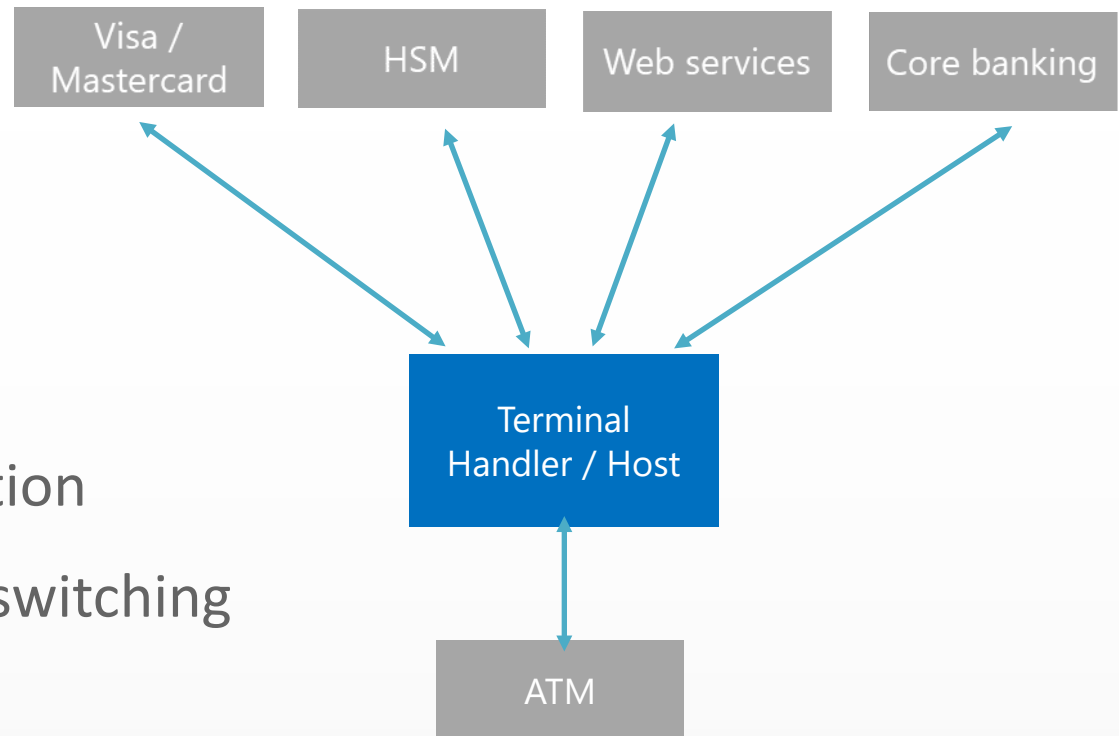 Visa /
Mastercard
HSM
Web services
Core banking
Terminal
Handler / Host
tion
switching
ATM